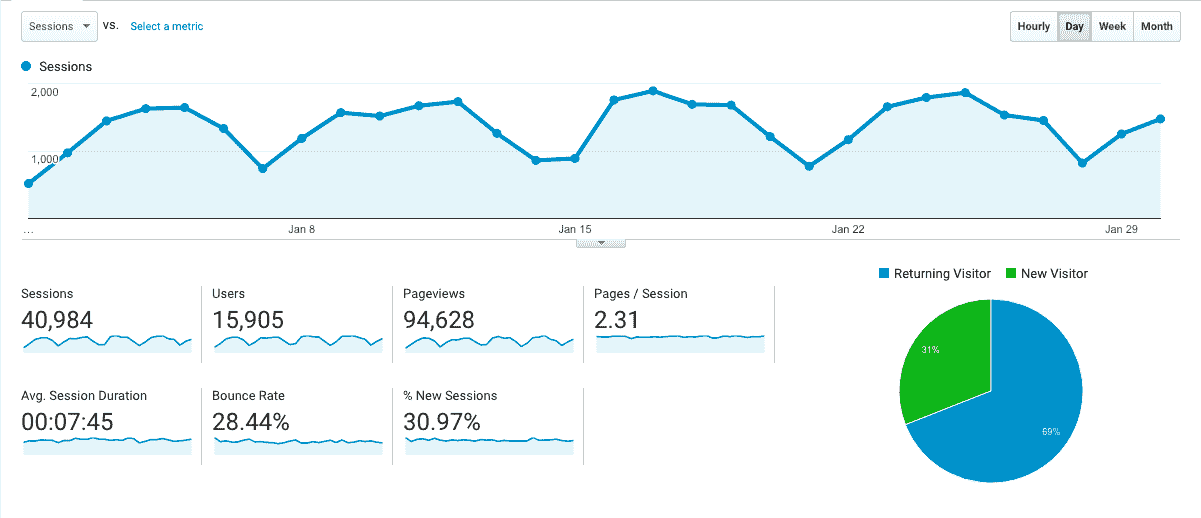 Sessions vs. Select a metric
Hourly Day Week Month
Sessions
2,000
1,000
... Jan 8 Jan 15 Jan 22 Jan 29
Returning Visitor New Visitor
Sessions Users Pageviews Pages / Session
40,984 15,905 94,628 2.31
31%
Avg. Session Duration Bounce Rate % New Sessions
00:07:45 28.44% 30.97%
69%